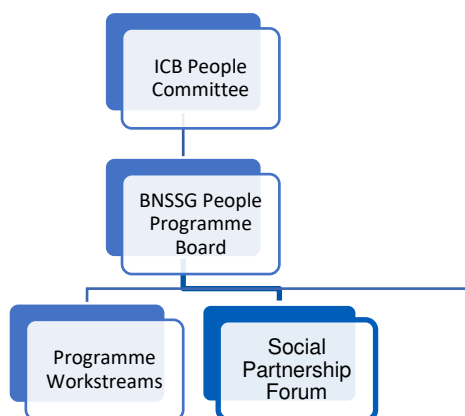 ICB People
Committee
BNSSG People
Programme
Board
Programme
Workstreams
Social
Partnership
Forum